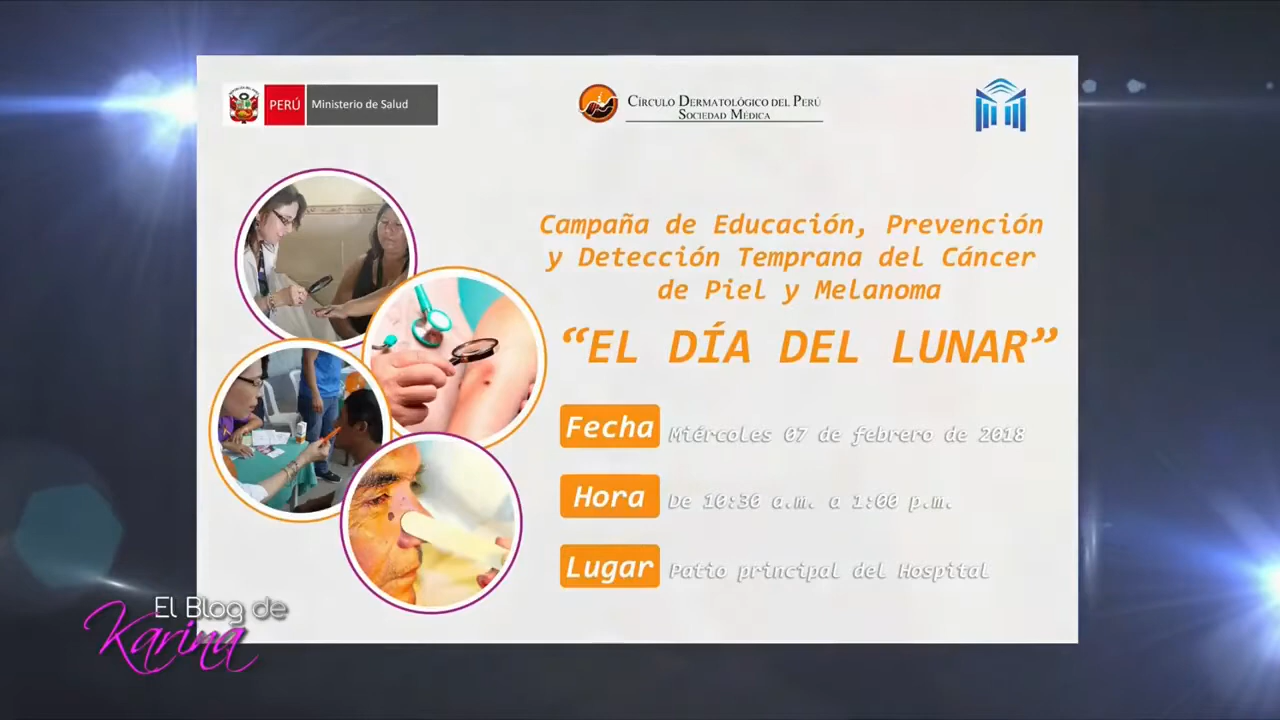 PERÚ Ministerio de Salud
CÍRCULO DERMATOLÓGICO DEL PERÚ
SOCIEDAD MÉDICA
Campaña de Educación, Prevención
y Detección Temprana del Cáncer
de Piel y Melanoma
“EL DÍA DEL LUNAR”
Fecha Miércoles 07 de febrero de 2018
Hora De 10:30 a.m. a 1:00 p.m.
Lugar Patio principal del Hospital
El Blog de
Karina